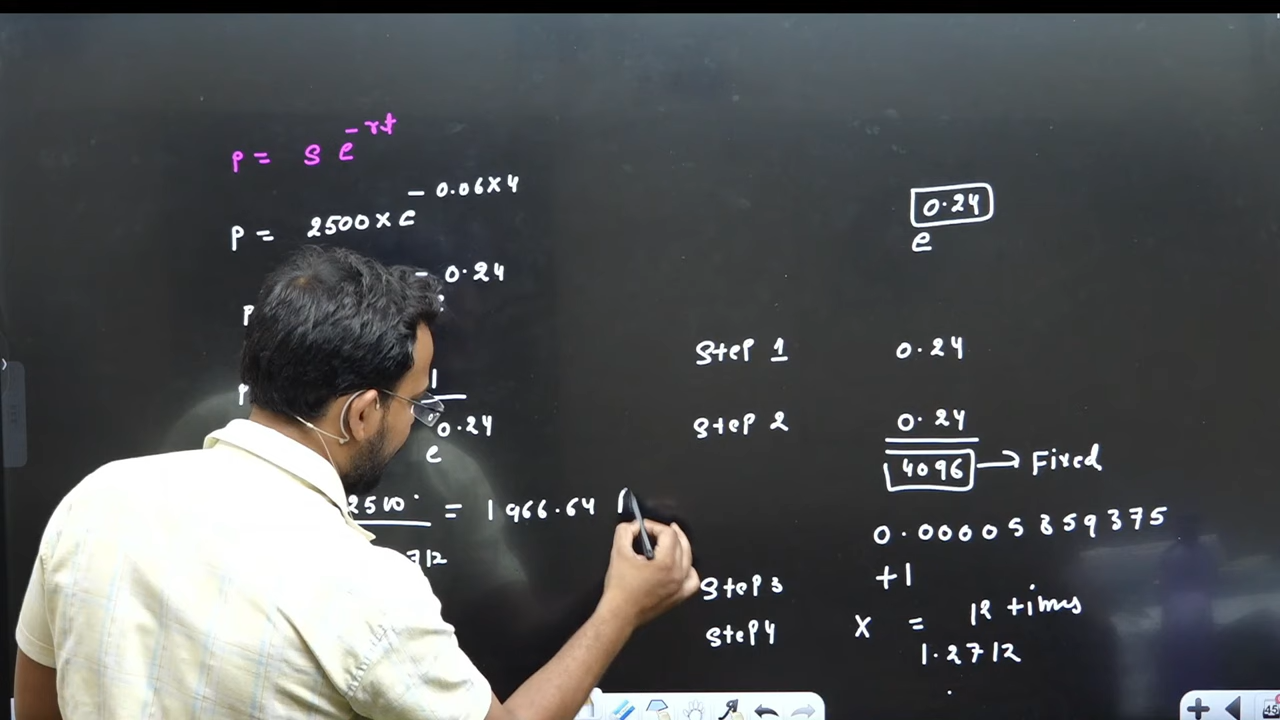 P = S e^-rt
P = 2500 × e^-0.06×4
- 0.24
1
e^0.24
2500 = 1966.64
712
e^0.24
Step 1 0.24
Step 2 0.24
4096 → Fixed
0.00005859375
Step 3 +1
Step 4 × = 12 times
1.2712